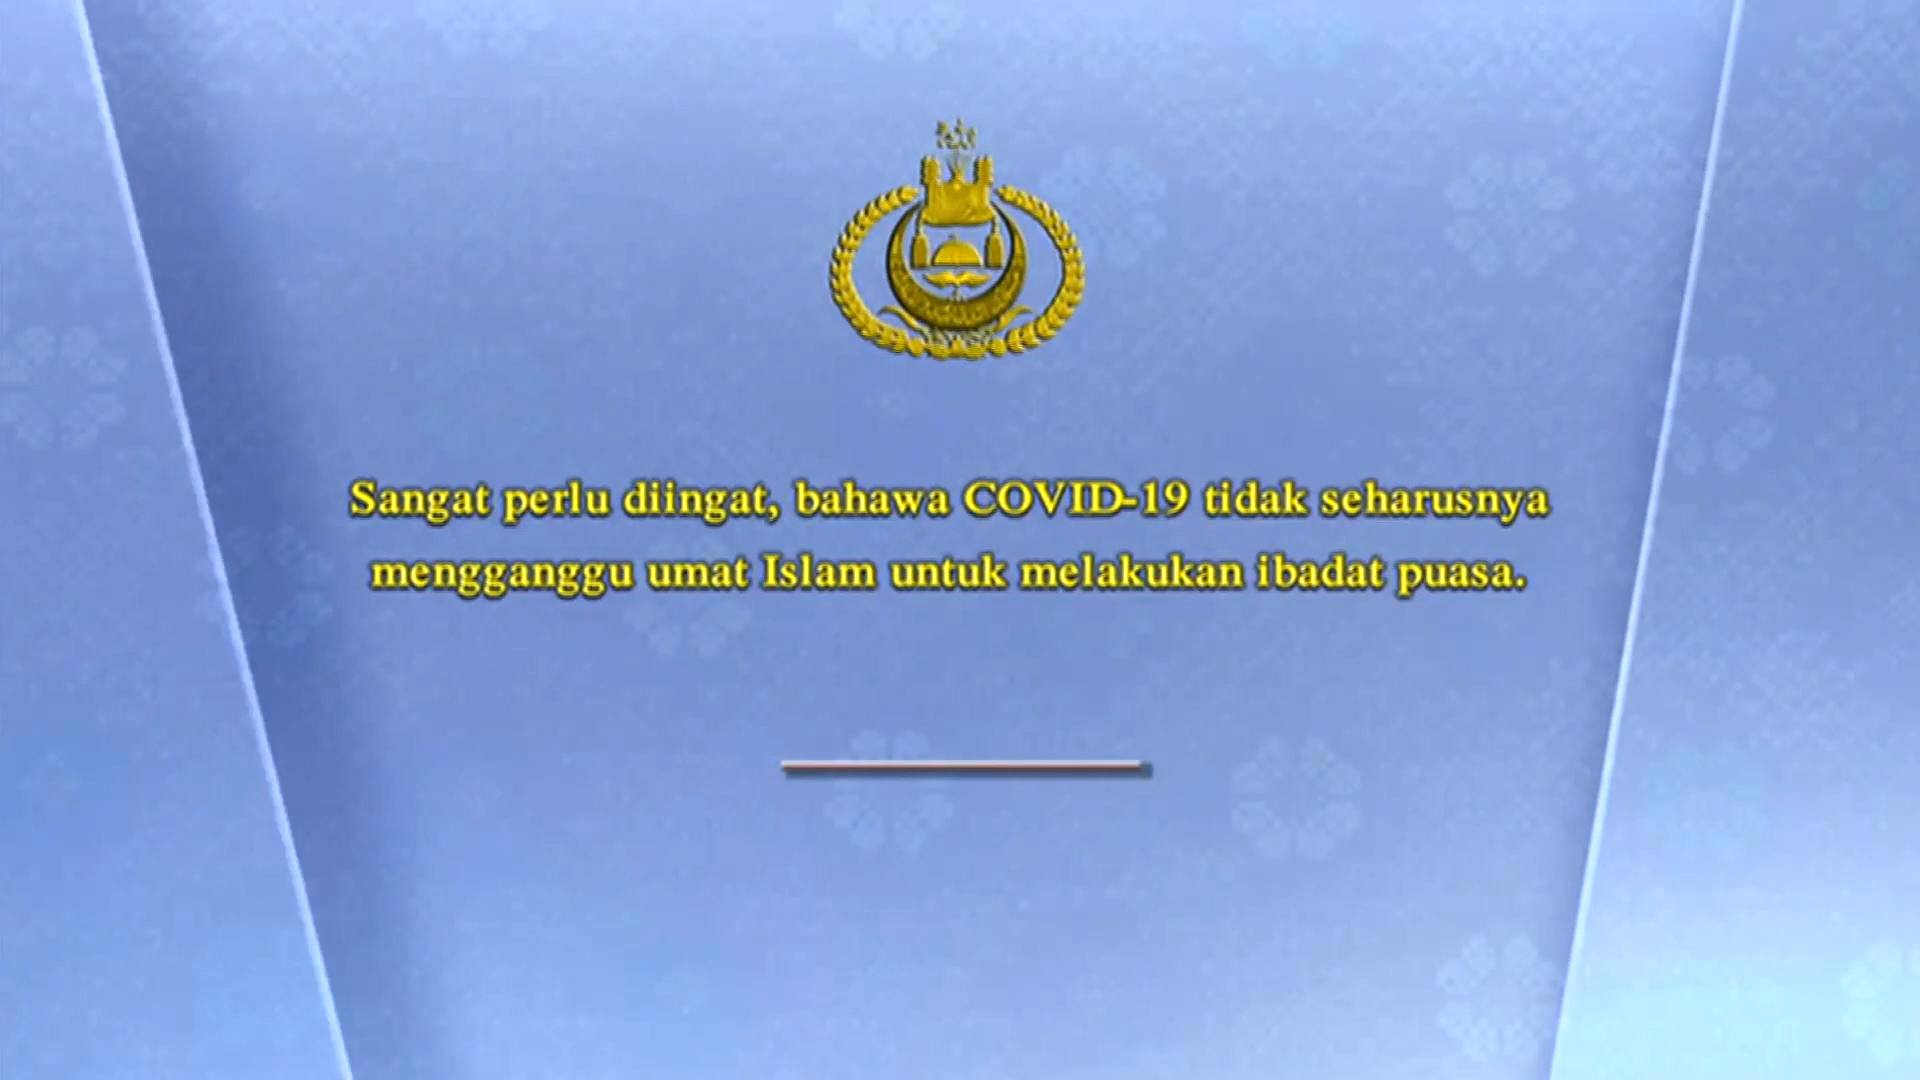 Sangat perlu diingat, bahawa COVID-19 tidak seharusnya
mengganggu umat Islam untuk melakukan ibadat puasa.